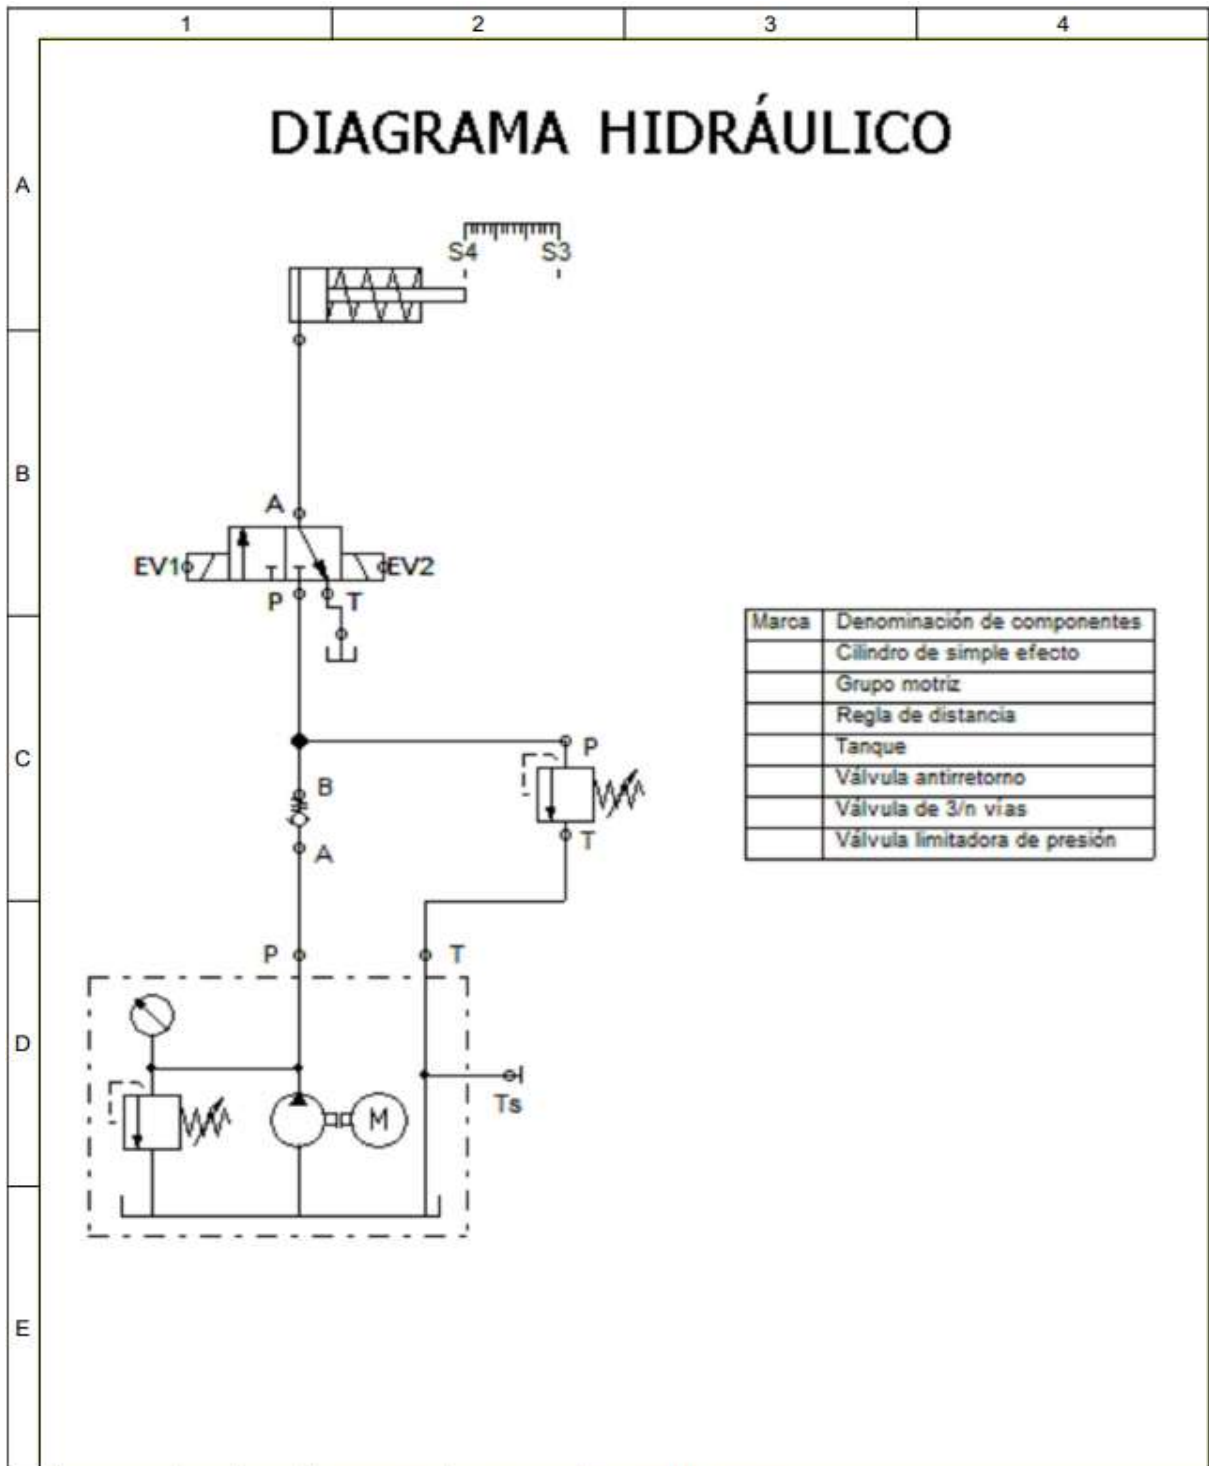 1 2 3 4
DIAGRAMA HIDRÁULICO
A
S4 S3
B
A
EV1 EV2
P T
Marca Denominación de componentes
Cilindro de simple efecto
Grupo motriz
Regla de distancia
Tanque
Válvula antirretorno
Válvula de 3/n vías
Válvula limitadora de presión
C
P
B
T
A
P T
D
M
Ts
E